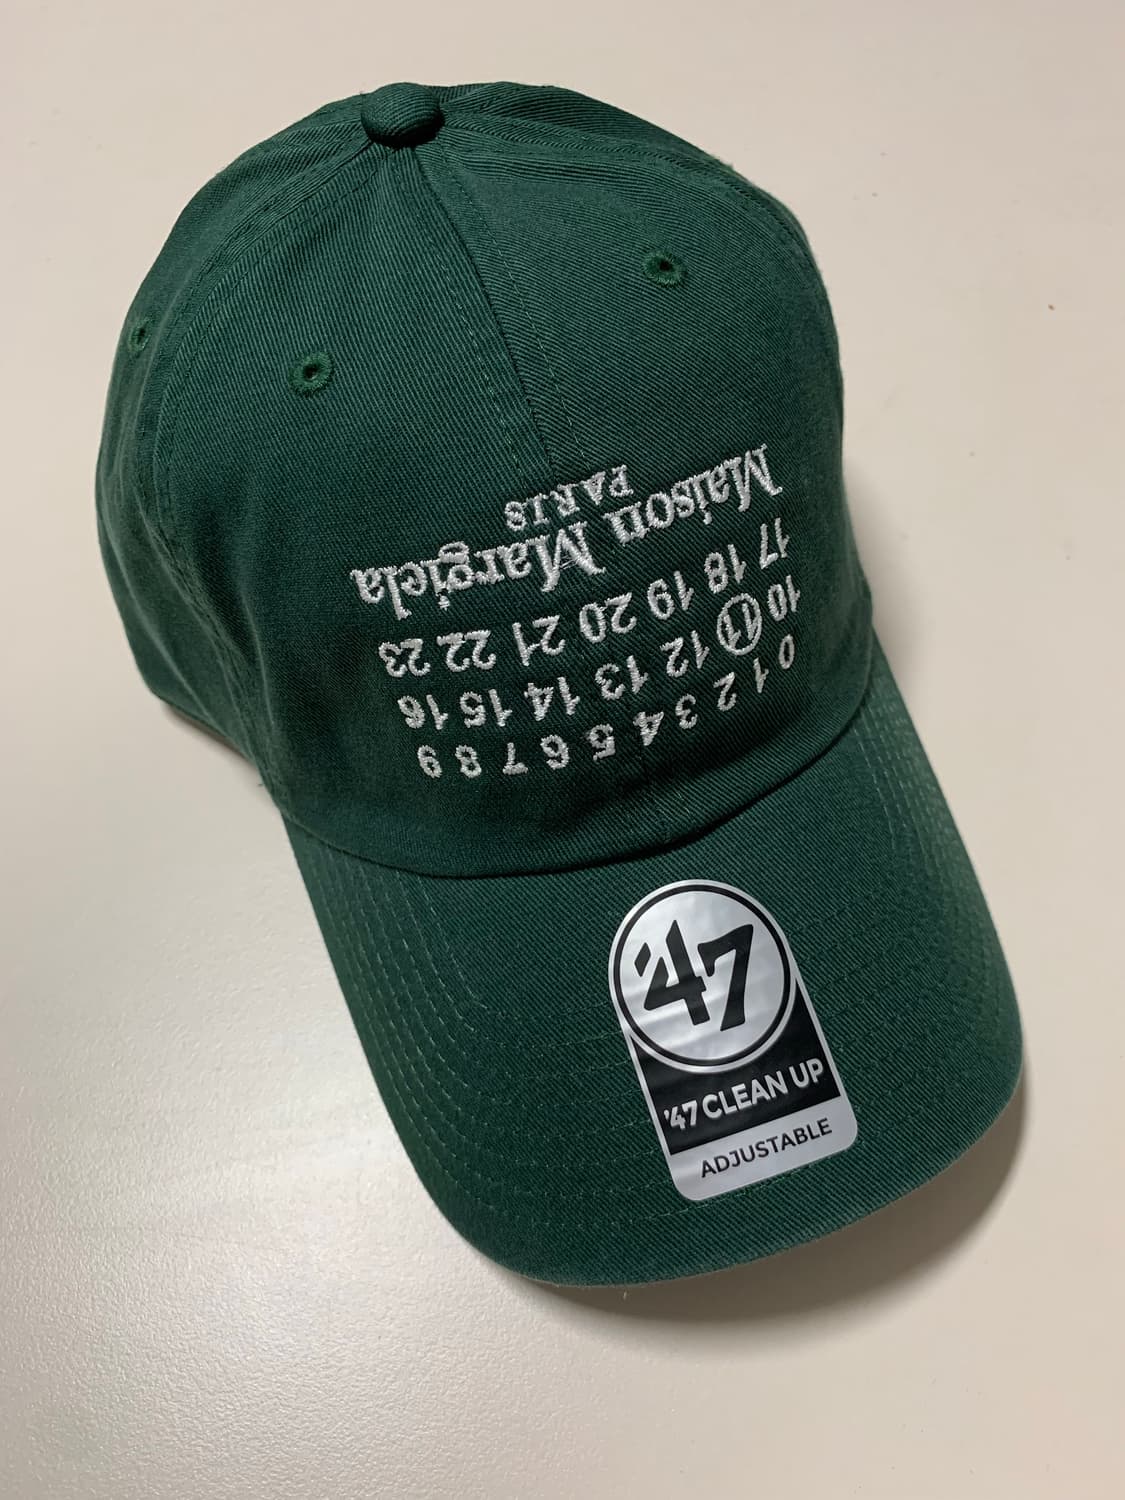 0 1 2 3 4 5 6 7 8 9
10 11 12 13 14 15 16
17 18 19 20 21 22 23
Maison Margiela
PARIS
'47
'47 CLEAN UP
ADJUSTABLE